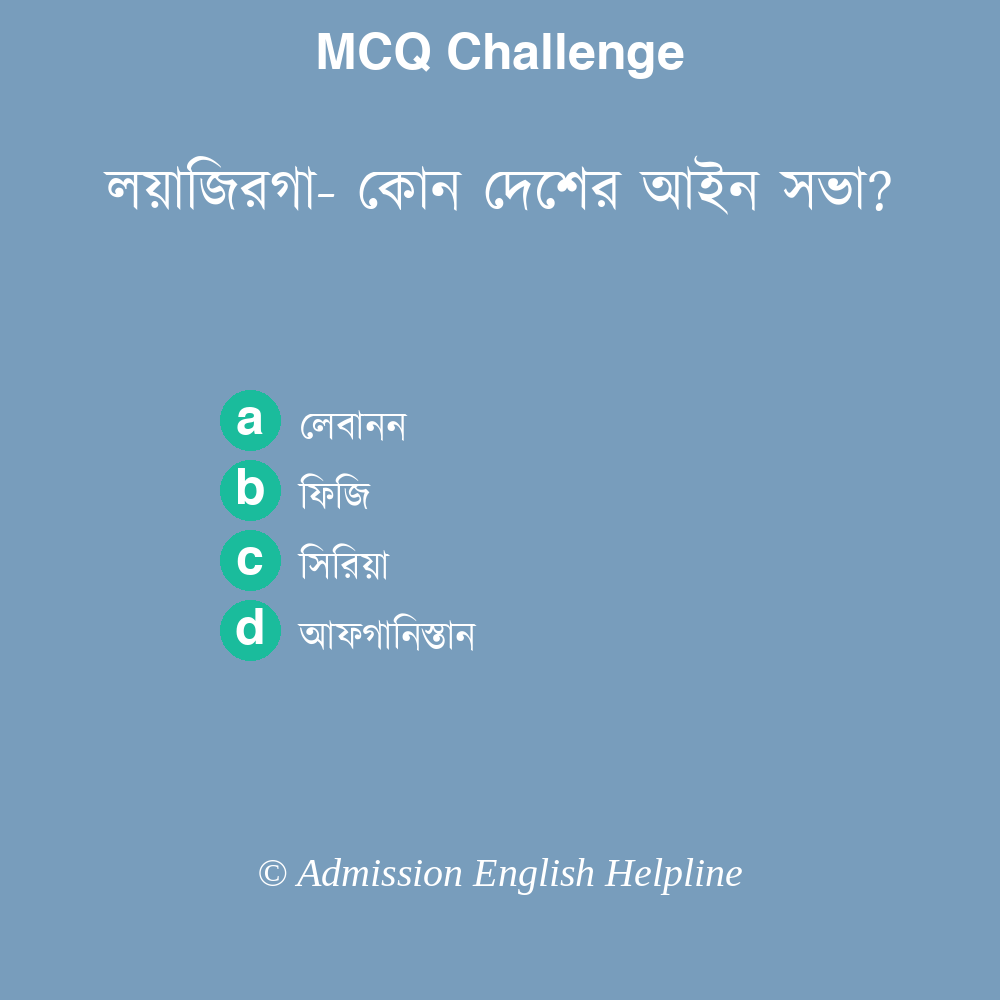 MCQ Challenge
লয়াজিরগা- কোন দেশের আইন সভা?
a লেবানন
b ফিজি
c সিরিয়া
d আফগানিস্তান
© Admission English Helpline